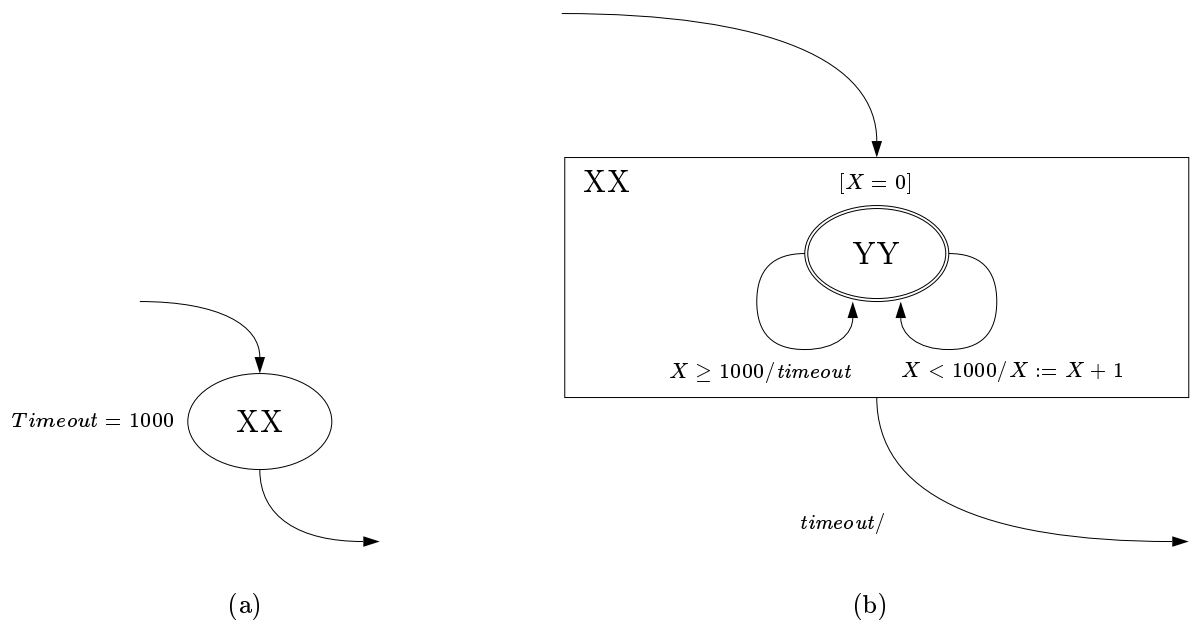 XX
[X = 0]
YY
X ≥ 1000/timeout
X < 1000/X := X + 1
Timeout = 1000
XX
timeout/
(a)
(b)